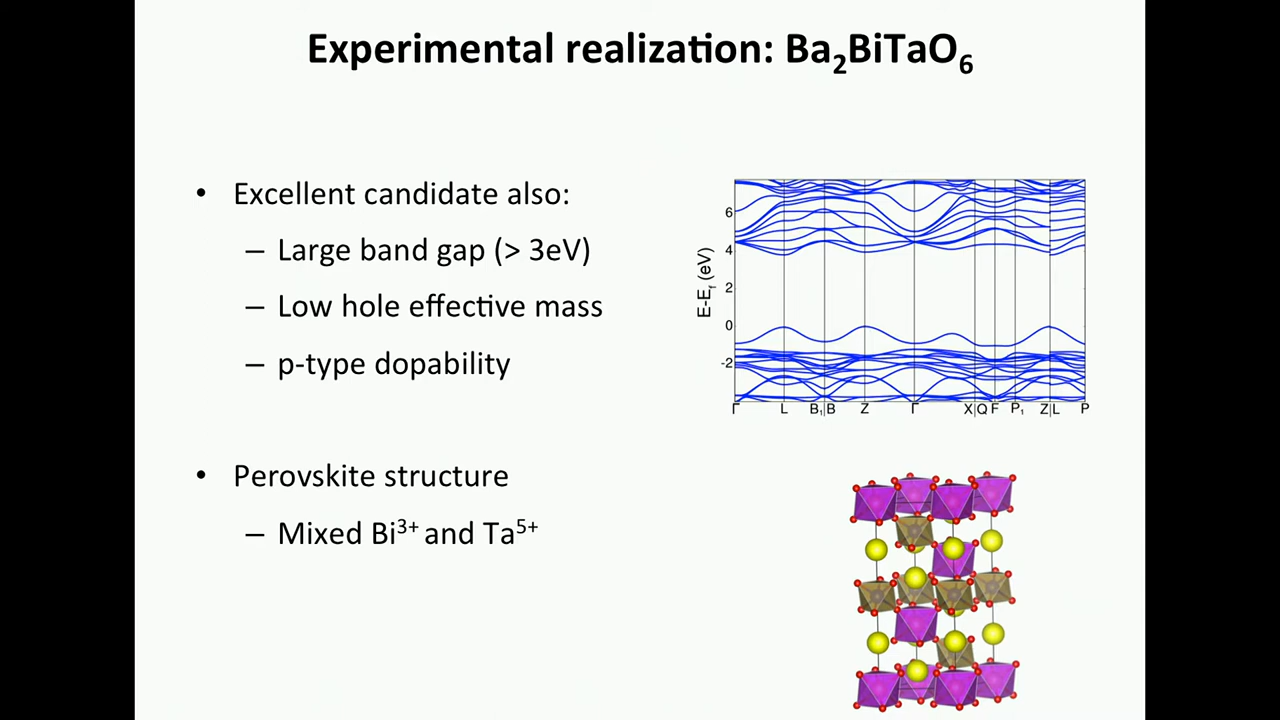 Experimental realization: Ba₂BiTaO₆
• Excellent candidate also:
– Large band gap (> 3eV)
– Low hole effective mass
– p-type dopability
• Perovskite structure
– Mixed Bi³⁺ and Ta⁵⁺
E-E_f (eV)
6
4
2
0
-2
Γ L B₁|B Z Γ X|Q F P₁ Z|L P